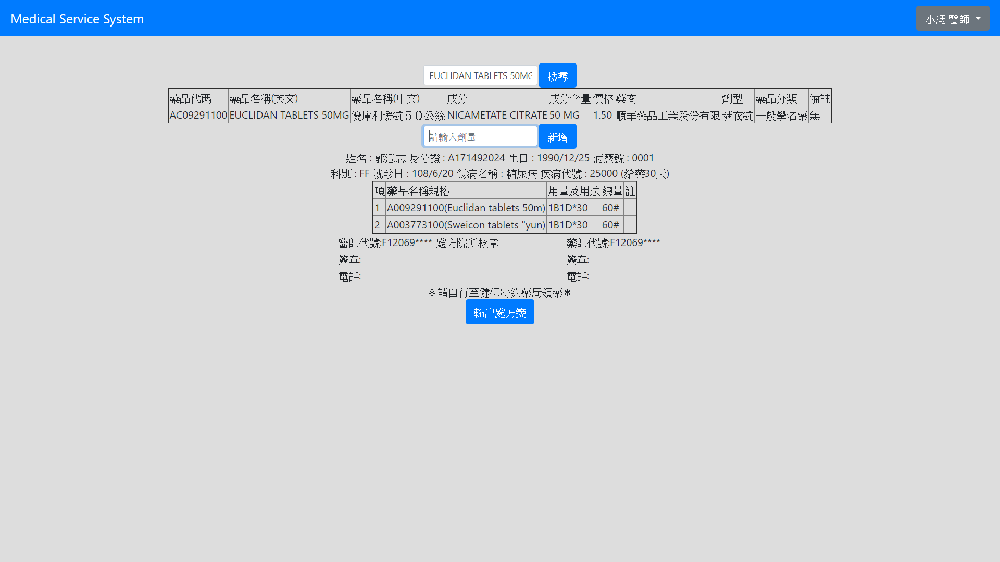 Medical Service System
小馮 醫師
EUCLIDAN TABLETS 50MG 搜尋
藥品代碼 藥品名稱(英文) 藥品名稱(中文) 成分 成分含量 價格 藥商 劑型 藥品分類 備註
AC09291100 EUCLIDAN TABLETS 50MG 優庫利暖錠５０公絲 NICAMETATE CITRATE 50 MG 1.50 順華藥品工業股份有限 糖衣錠 一般學名藥 無
請輸入劑量 新增
姓名 : 郭泓志 身分證 : A171492024 生日 : 1990/12/25 病歷號 : 0001
科別 : FF 就診日 : 108/6/20 傷病名稱 : 糖尿病 疾病代號 : 25000 (給藥30天)
項 藥品名稱規格 用量及用法 總量 註
1 A009291100(Euclidan tablets 50m) 1B1D*30 60#
2 A003773100(Sweicon tablets "yun) 1B1D*30 60#
醫師代號:F12069**** 處方院所核章 藥師代號:F12069****
簽章: 簽章:
電話: 電話:
＊請自行至健保特約藥局領藥＊
輸出處方箋